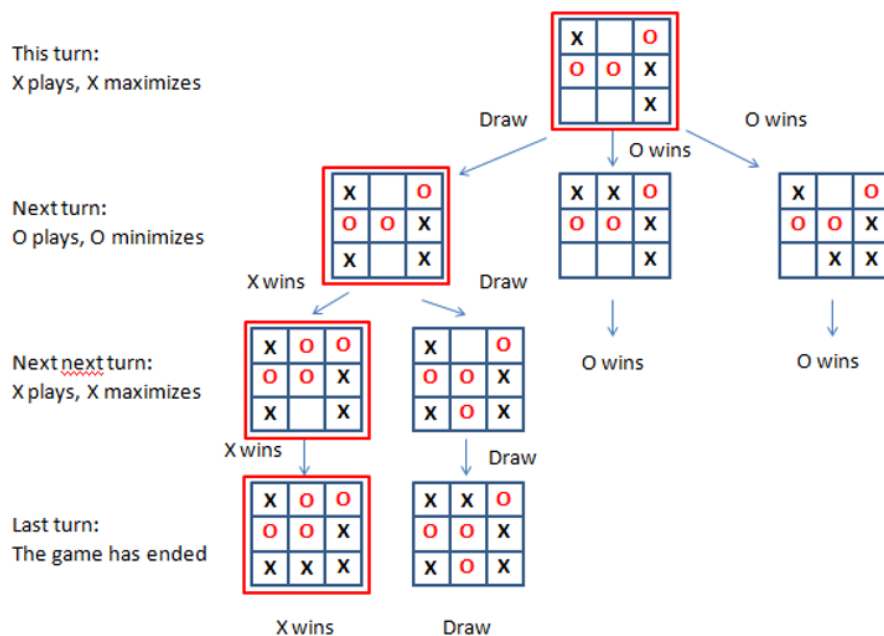 This turn:
X plays, X maximizes
X O
O O X
X
Draw
O wins
O wins
Next turn:
O plays, O minimizes
X O
O O X
X X
X X O
O O X
X
X O
O O X
X X
X wins
Draw
Next next turn:
X plays, X maximizes
X O O
O O X
X X
X O
O O X
X O X
O wins
O wins
X wins
Draw
Last turn:
The game has ended
X O O
O O X
X X X
X X O
O O X
X O X
X wins
Draw